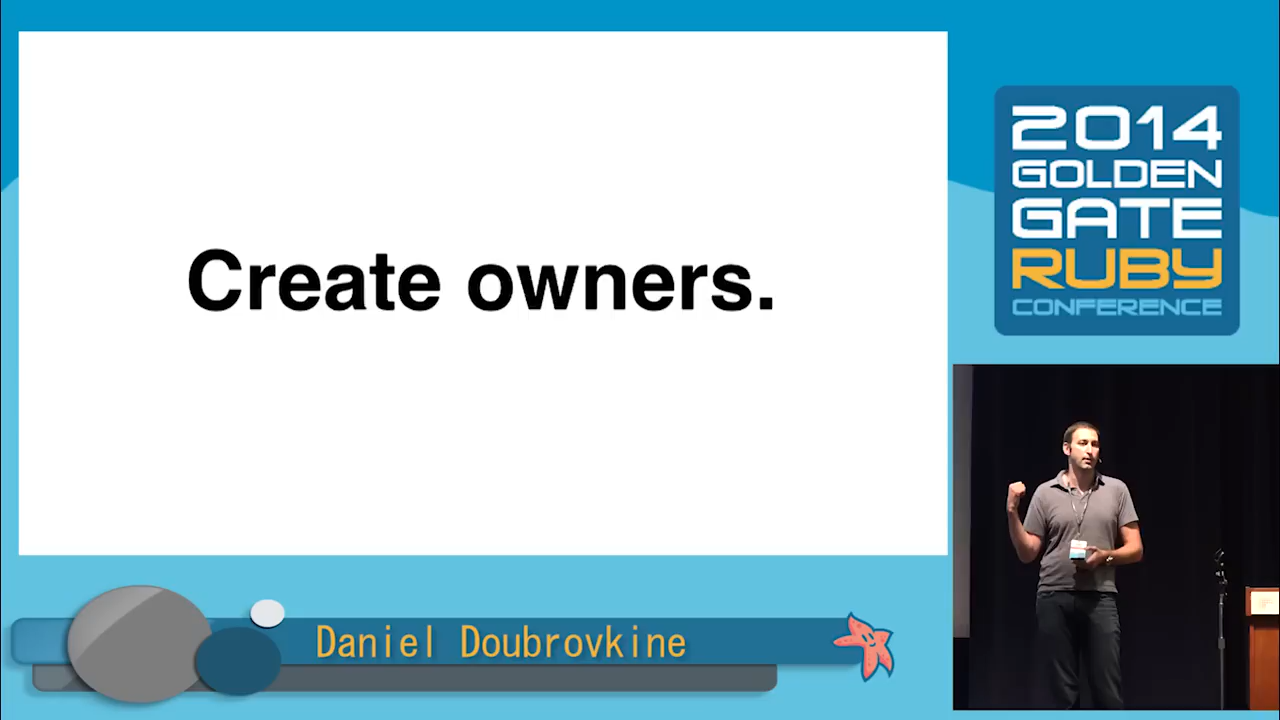 Create owners.
2014
GOLDEN
GATE
RUBY
CONFERENCE
Daniel Doubrovkine